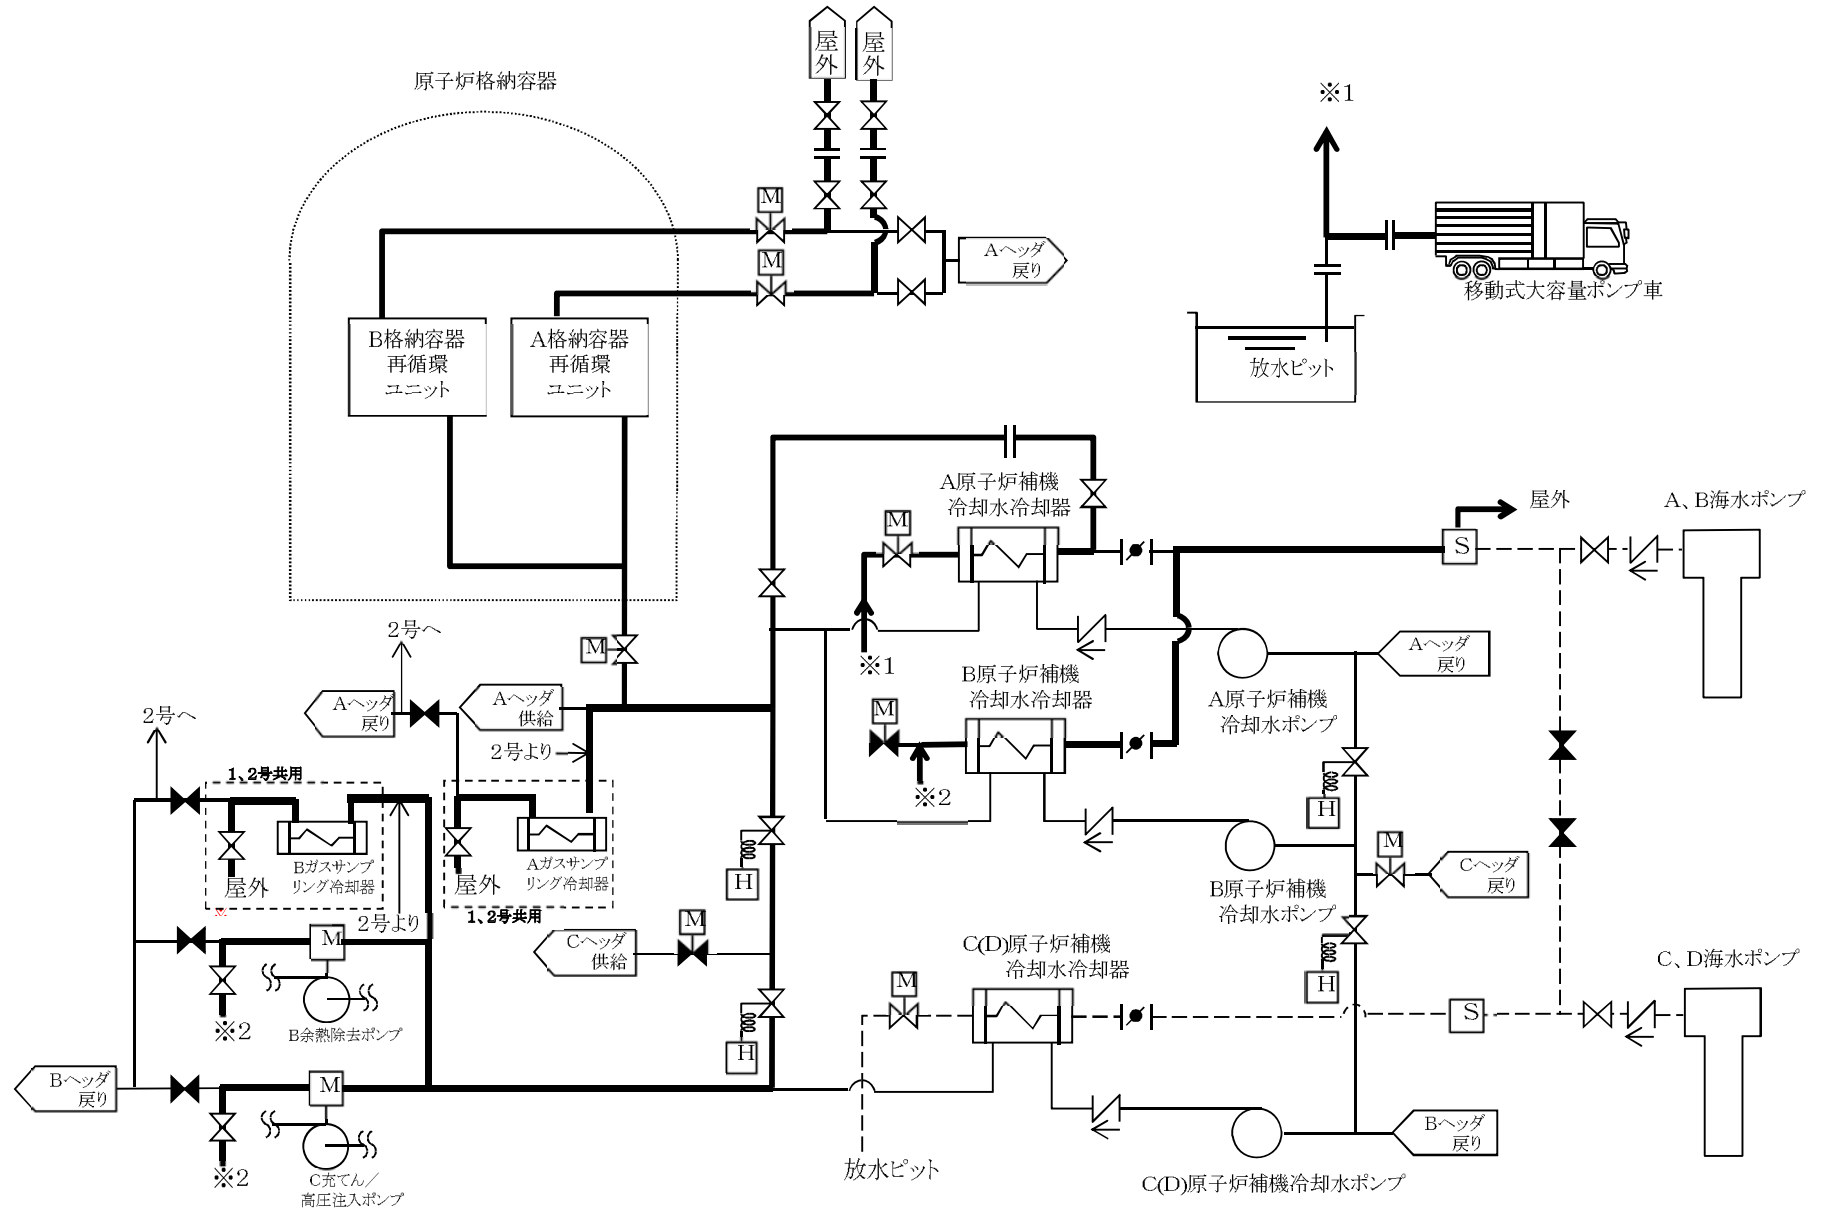 屋
外
屋
外
原子炉格納容器
※1
M
M
Aヘッダ
戻り
移動式大容量ポンプ車
放水ピット
B格納容器
再循環
ユニット
A格納容器
再循環
ユニット
A原子炉補機
冷却水冷却器
M
屋外
S
A、B海水ポンプ
2号へ
M
※1
Aヘッダ
戻り
B原子炉補機
冷却水冷却器
A原子炉補機
冷却水ポンプ
2号へ
Aヘッダ
戻り
Aヘッダ
供給
2号より
M
※2
1、2号共用
Bガスサンプ
リング冷却器
屋外
Aガスサンプ
リング冷却器
屋外
1、2号共用
2号より
H
H
M
Cヘッダ
戻り
B原子炉補機
冷却水ポンプ
M
Cヘッダ
供給
M
C(D)原子炉補機
冷却水冷却器
M
H
C、D海水ポンプ
S
※2
B余熱除去ポンプ
H
Bヘッダ
戻り
M
※2
C充てん／
高圧注入ポンプ
放水ピット
Bヘッダ
戻り
C(D)原子炉補機冷却水ポンプ